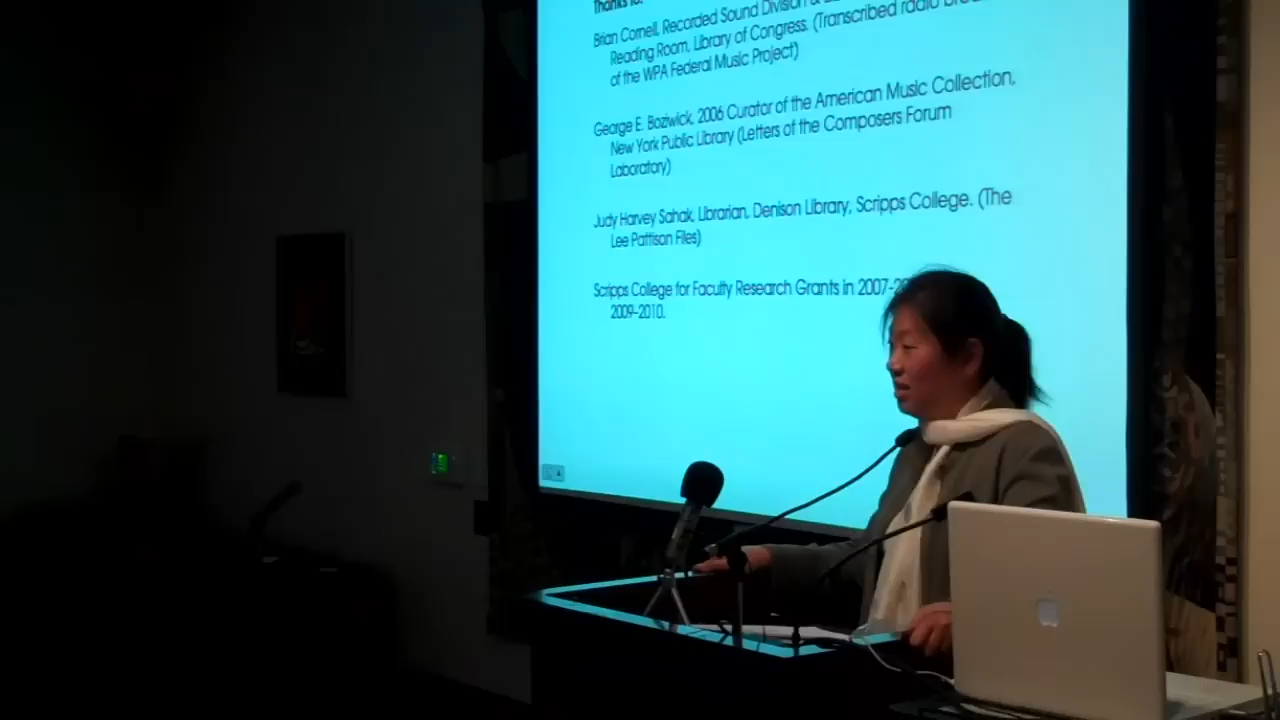 Thanks to:
Brian Cornell, Recorded Sound Division &
Reading Room, Library of Congress. (Transcribed radio
of the WPA Federal Music Project)
George E. Boziwick, 2006 Curator of the American Music Collection,
New York Public Library (Letters of the Composers Forum
Laboratory)
Judy Harvey Sahak, Librarian, Denison Library, Scripps College. (The
Lee Pattison Files)
Scripps College for Faculty Research Grants in 2007-20
2009-2010.